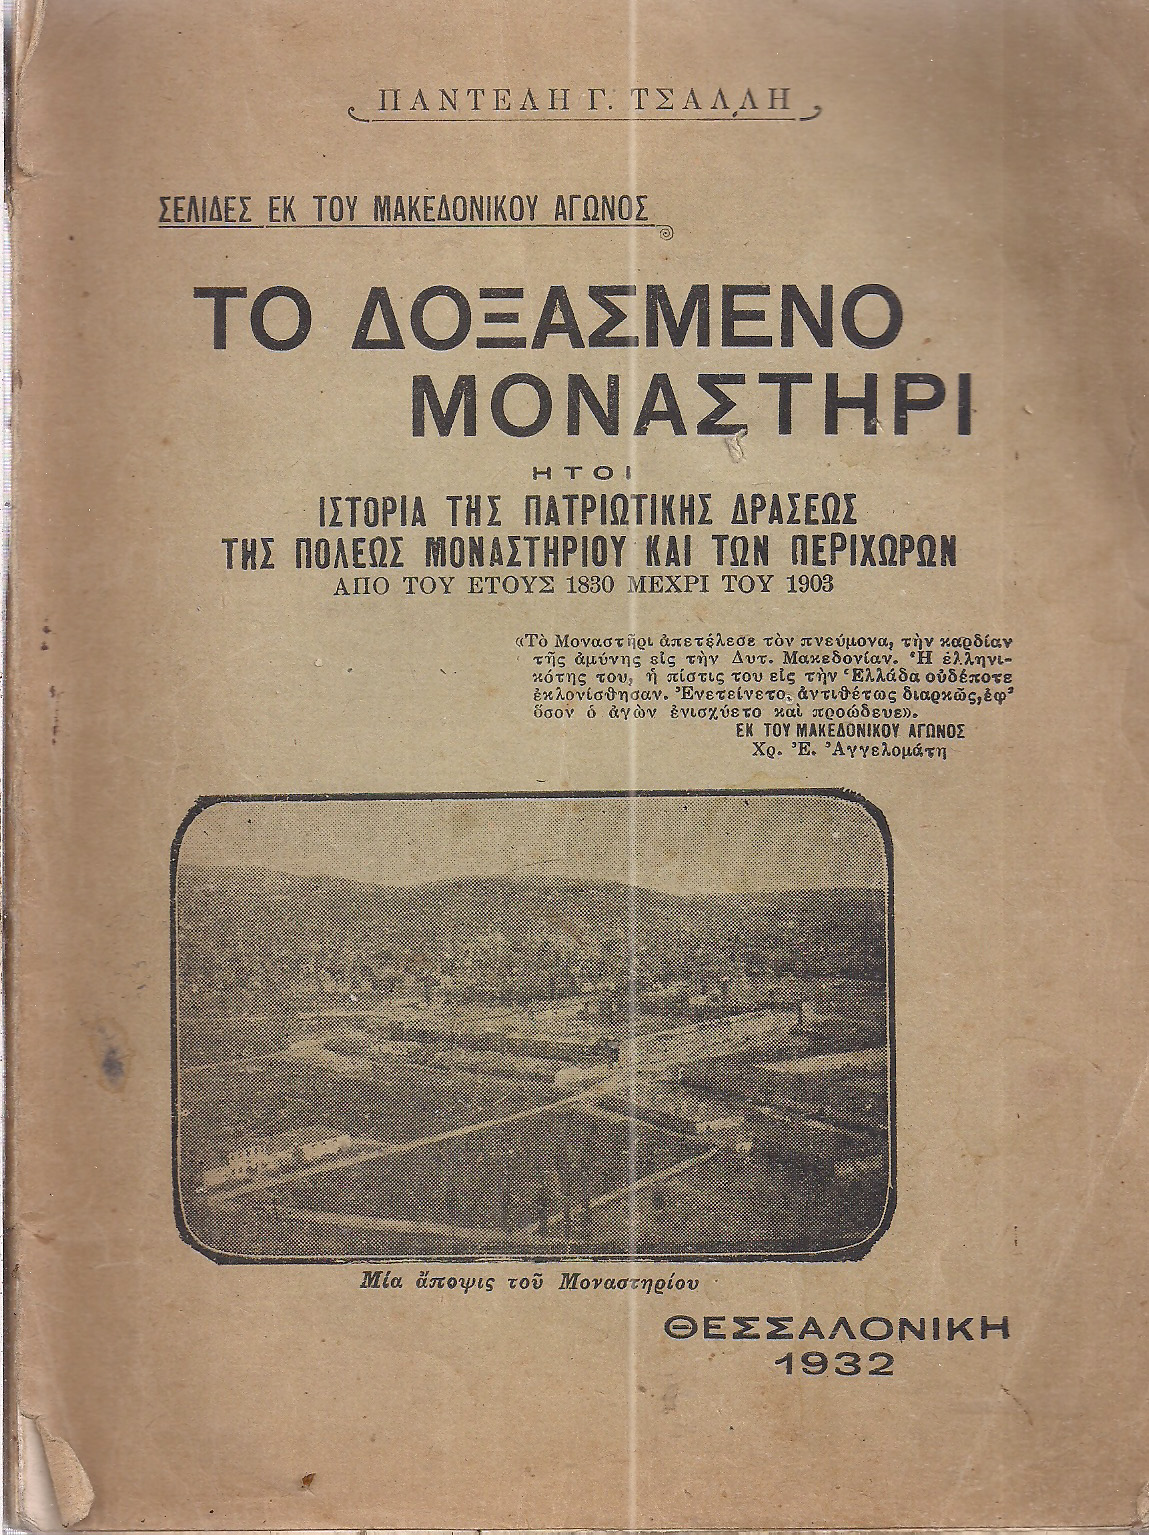 ΠΑΝΤΕΛΗ Γ. ΤΣΑΛΛΗ
ΣΕΛΙΔΕΣ ΕΚ ΤΟΥ ΜΑΚΕΔΟΝΙΚΟΥ ΑΓΩΝΟΣ
ΤΟ ΔΟΞΑΣΜΕΝΟ
ΜΟΝΑΣΤΗΡΙ
ΗΤΟΙ
ΙΣΤΟΡΙΑ ΤΗΣ ΠΑΤΡΙΩΤΙΚΗΣ ΔΡΑΣΕΩΣ
ΤΗΣ ΠΟΛΕΩΣ ΜΟΝΑΣΤΗΡΙΟΥ ΚΑΙ ΤΩΝ ΠΕΡΙΧΩΡΩΝ
ΑΠΟ ΤΟΥ ΕΤΟΥΣ 1830 ΜΕΧΡΙ ΤΟΥ 1903
«Τὸ Μοναστῆρι ἀπετέλεσε τὸν πνεύμονα, τὴν καρδίαν
τῆς ἀμύνης εἰς τὴν Δυτ. Μακεδονίαν. Ἡ ἑλληνι-
κότης του, ἡ πίστις του εἰς τὴν Ἑλλάδα οὐδέποτε
ἐκλονίσθησαν. Ἐνετείνετο, ἀντιθέτως διαρκῶς, ἐφ᾽
ὅσον ὁ ἀγὼν ἐνισχύετο καὶ προώδευε».
ΕΚ ΤΟΥ ΜΑΚΕΔΟΝΙΚΟΥ ΑΓΩΝΟΣ
Χρ. Ἐ. Ἀγγελομάτη
Μία ἄποψις τοῦ Μοναστηρίου
ΘΕΣΣΑΛΟΝΙΚΗ
1932